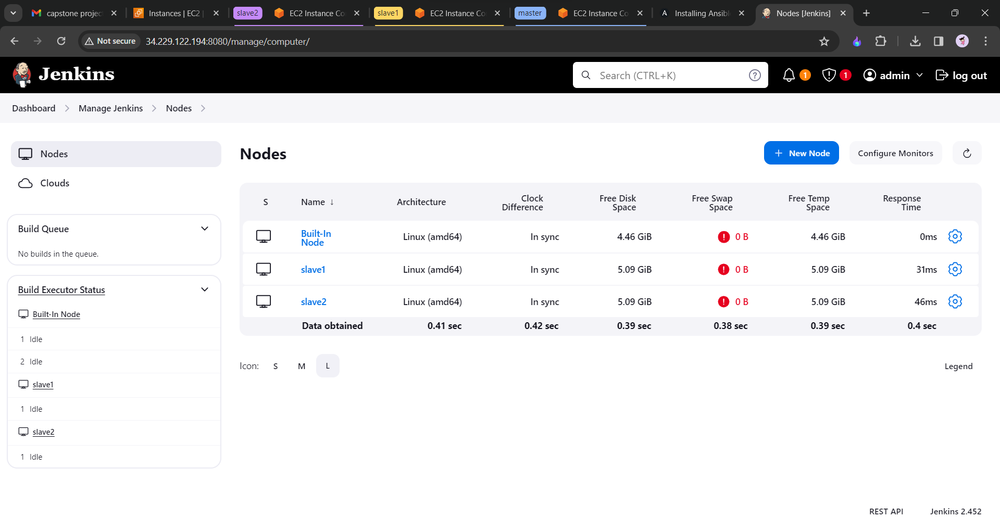 capstone projec
Instances | EC2
slave2
EC2 Instance Co
slave1
EC2 Instance Co
master
EC2 Instance Co
Installing Ansibl
Nodes [Jenkins]
Not secure
34.229.122.194:8080/manage/computer/
Jenkins
Search (CTRL+K)
1
1
admin
log out
Dashboard
Manage Jenkins
Nodes
Nodes
Clouds
Build Queue
No builds in the queue.
Build Executor Status
Built-In Node
1 Idle
2 Idle
slave1
1 Idle
slave2
1 Idle
Nodes
+ New Node
Configure Monitors
S
Name ↓
Architecture
Clock
Difference
Free Disk
Space
Free Swap
Space
Free Temp
Space
Response
Time
Built-In
Node
Linux (amd64)
In sync
4.46 GiB
0 B
4.46 GiB
0ms
slave1
Linux (amd64)
In sync
5.09 GiB
0 B
5.09 GiB
31ms
slave2
Linux (amd64)
In sync
5.09 GiB
0 B
5.09 GiB
46ms
Data obtained
0.41 sec
0.42 sec
0.39 sec
0.38 sec
0.39 sec
0.4 sec
Icon:
S
M
L
Legend
REST API
Jenkins 2.452